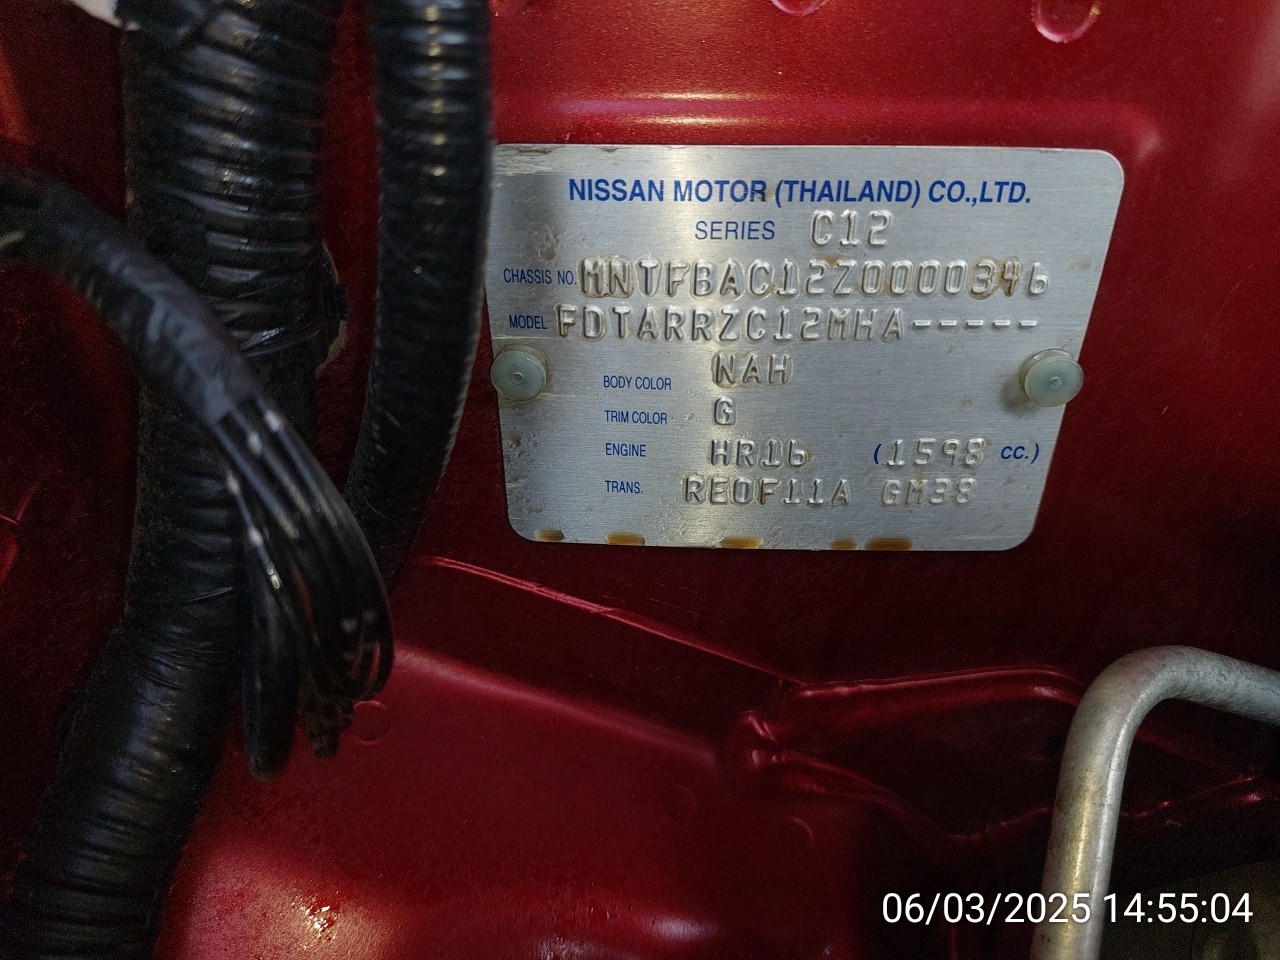 NISSAN MOTOR (THAILAND) CO.,LTD.
SERIES C12
CHASSIS NO. MNTFBAC12Z0000346
MODEL FDTARRZC12MHA-----
BODY COLOR NAH
TRIM COLOR G
ENGINE HR16 (1598 CC.)
TRANS. RE0F11A GM38
06/03/2025 14:55:04